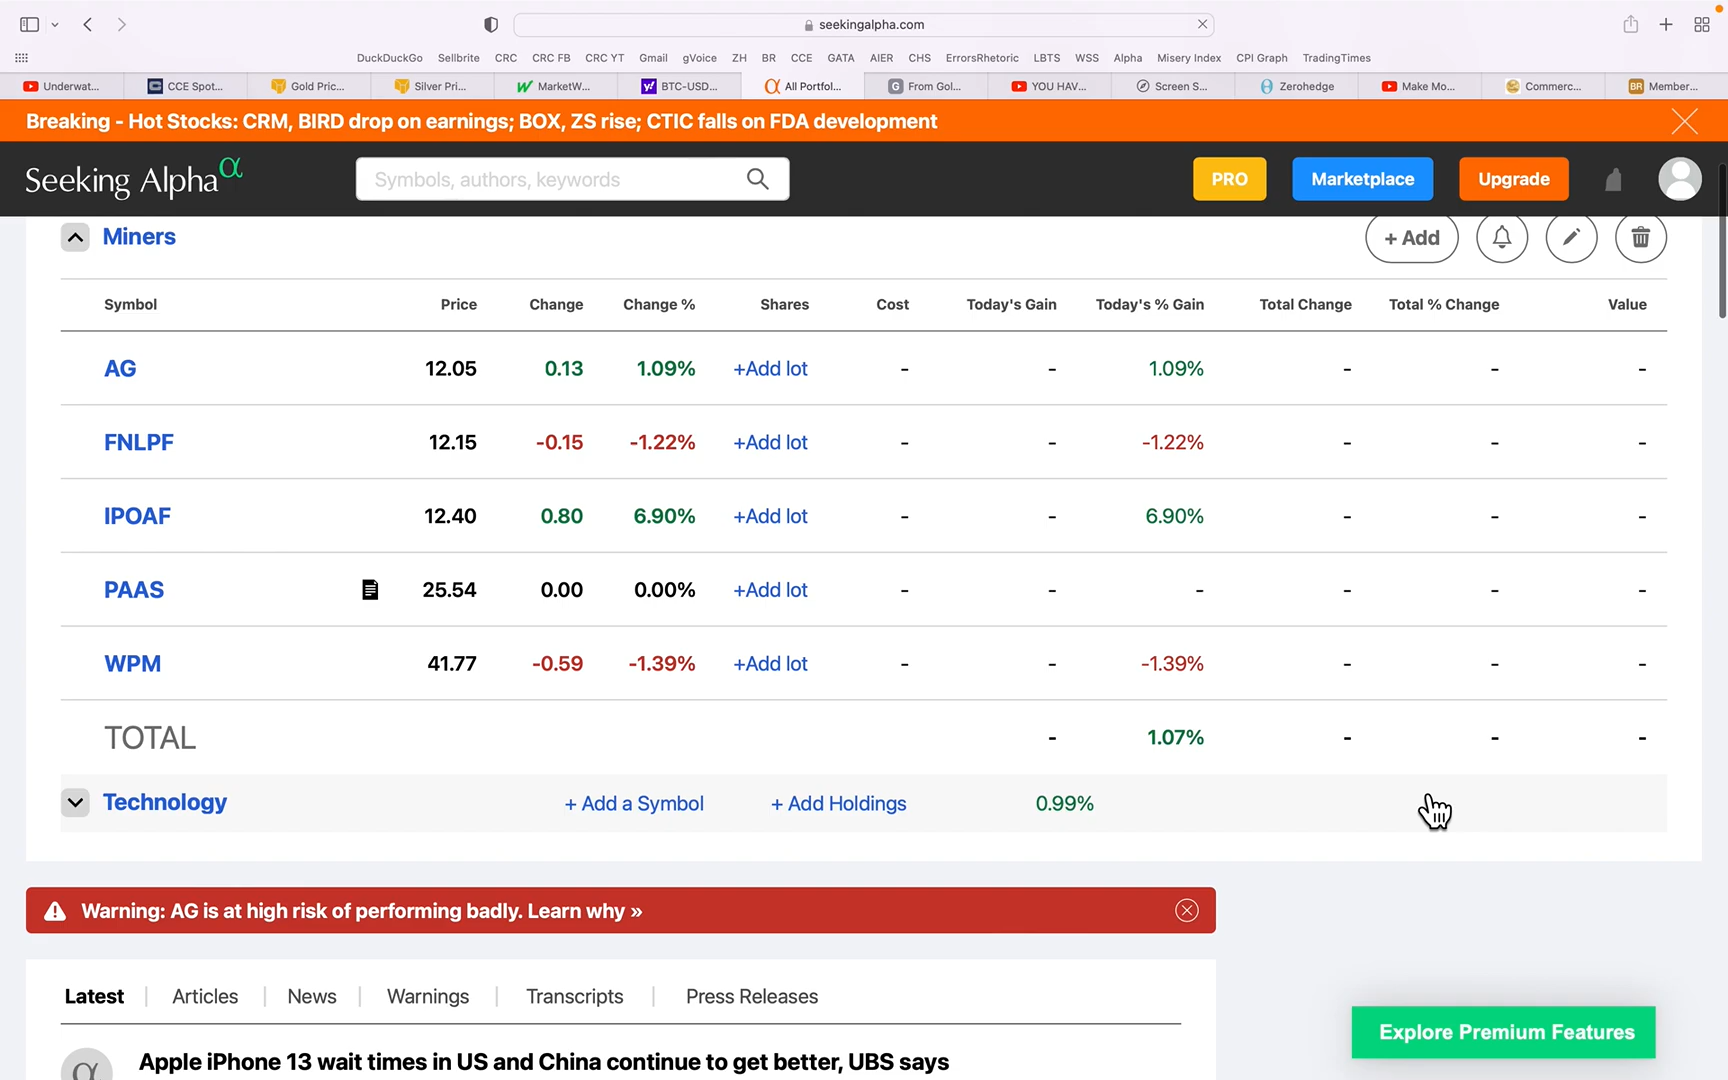 seekingalpha.com
DuckDuckGo Sellbrite CRC CRC FB CRC YT Gmail gVoice ZH BR CCE GATA AIER CHS ErrorsRhetoric LBTS WSS Alpha Misery Index CPI Graph TradingTimes
Underwat... CCE Spot... Gold Pric... Silver Pri... MarketW... BTC-USD... All Portfol... From Gol... YOU HAV... Screen S... Zerohedge Make Mo... Commerc... Member...
Breaking - Hot Stocks: CRM, BIRD drop on earnings; BOX, ZS rise; CTIC falls on FDA development
Seeking Alpha α Symbols, authors, keywords PRO Marketplace Upgrade
Miners + Add
Symbol Price Change Change % Shares Cost Today's Gain Today's % Gain Total Change Total % Change Value
AG 12.05 0.13 1.09% +Add lot - - 1.09% - - -
FNLPF 12.15 -0.15 -1.22% +Add lot - - -1.22% - - -
IPOAF 12.40 0.80 6.90% +Add lot - - 6.90% - - -
PAAS 25.54 0.00 0.00% +Add lot - - - - - -
WPM 41.77 -0.59 -1.39% +Add lot - - -1.39% - - -
TOTAL - 1.07% - - -
Technology + Add a Symbol + Add Holdings 0.99%
Warning: AG is at high risk of performing badly. Learn why »
Latest | Articles | News | Warnings | Transcripts | Press Releases
Explore Premium Features
Apple iPhone 13 wait times in US and China continue to get better, UBS says